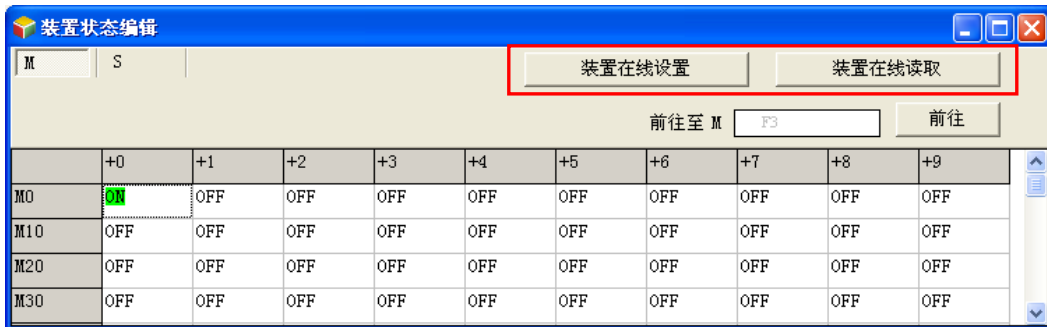 装置状态编辑
M S 装置在线设置 装置在线读取
前往至 M F3 前往
+0 +1 +2 +3 +4 +5 +6 +7 +8 +9
M0 ON OFF OFF OFF OFF OFF OFF OFF OFF OFF
M10 OFF OFF OFF OFF OFF OFF OFF OFF OFF OFF
M20 OFF OFF OFF OFF OFF OFF OFF OFF OFF OFF
M30 OFF OFF OFF OFF OFF OFF OFF OFF OFF OFF